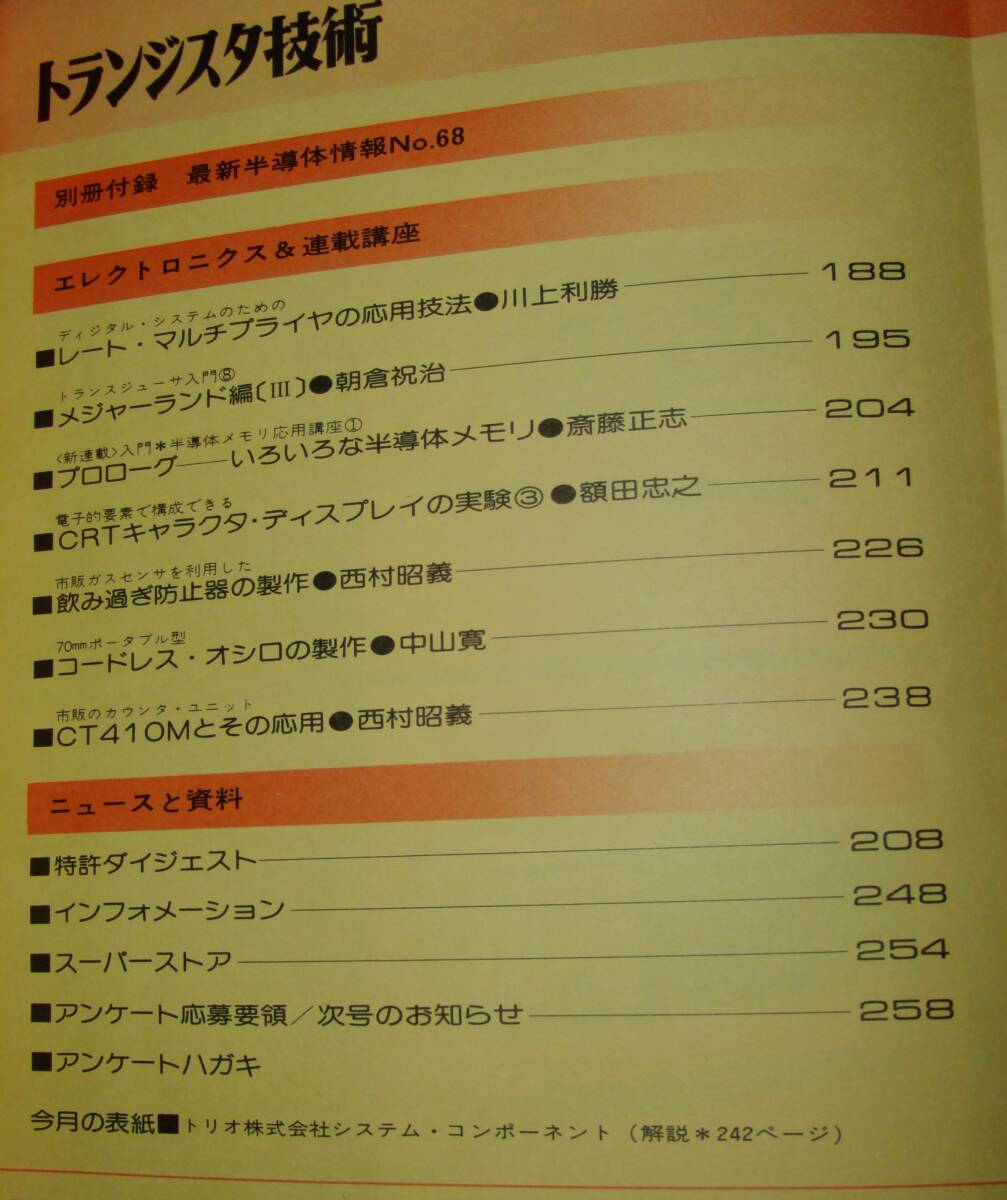 トランジスタ技術
別冊付録 最新半導体情報No.68
エレクトロニクス&連載講座
ディジタル・システムのための
■レート・マルチプライヤの応用技法●川上利勝 188
トランスジューサ入門⑧
■メジャーランド編〔III〕●朝倉祝治 195
〈新連載〉入門*半導体メモリ応用講座①
■プロローグ――いろいろな半導体メモリ●斎藤正志 204
電子的要素で構成できる
■CRTキャラクタ・ディスプレイの実験③●額田忠之 211
市販ガスセンサを利用した
■飲み過ぎ防止器の製作●西村昭義 226
70mmポータブル型
■コードレス・オシロの製作●中山寛 230
市販のカウンタ・ユニット
■CT410Mとその応用●西村昭義 238
ニュースと資料
■特許ダイジェスト 208
■インフォメーション 248
■スーパーストア 254
■アンケート応募要領/次号のお知らせ 258
■アンケートハガキ
今月の表紙■トリオ株式会社システム・コンポーネント(解説*242ページ)